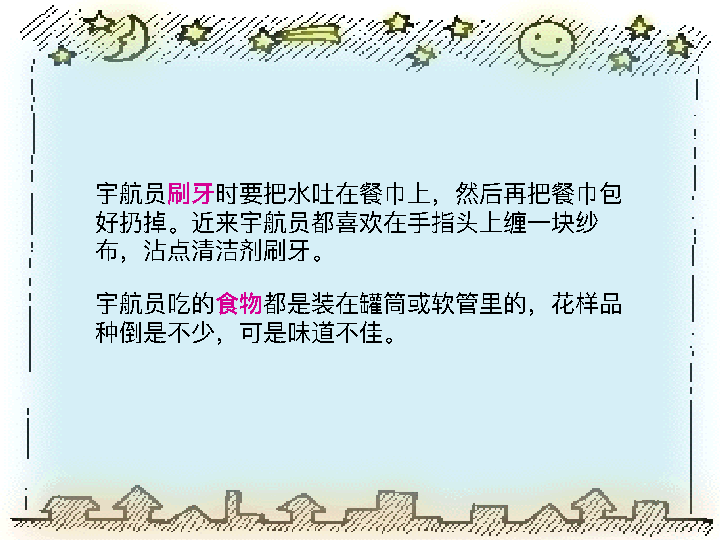 宇航员刷牙时要把水吐在餐巾上，然后再把餐巾包
好扔掉。近来宇航员都喜欢在手指头上缠一块纱
布，沾点清洁剂刷牙。
宇航员吃的食物都是装在罐筒或软管里的，花样品
种倒是不少，可是味道不佳。